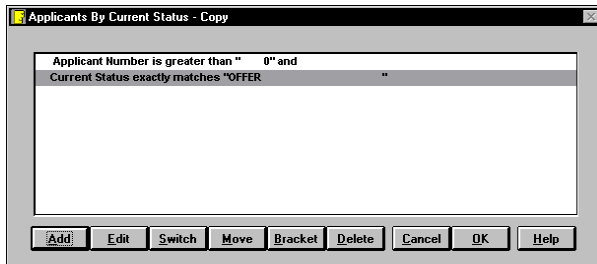 Applicants By Current Status - Copy
Applicant Number is greater than " 0" and
Current Status exactly matches "OFFER "
Add Edit Switch Move Bracket Delete Cancel OK Help